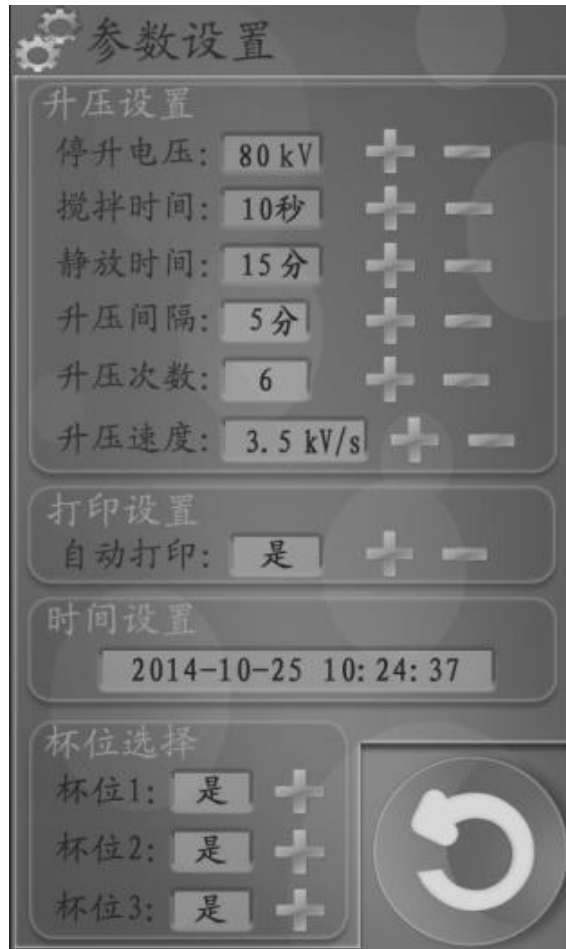 参数设置
升压设置
停升电压: 80 kV
搅拌时间: 10秒
静放时间: 15 分
升压间隔: 5 分
升压次数: 6
升压速度: 3.5 kV/s
打印设置
自动打印: 是
时间设置
2014-10-25 10:24:37
杯位选择
杯位1: 是
杯位2: 是
杯位3: 是